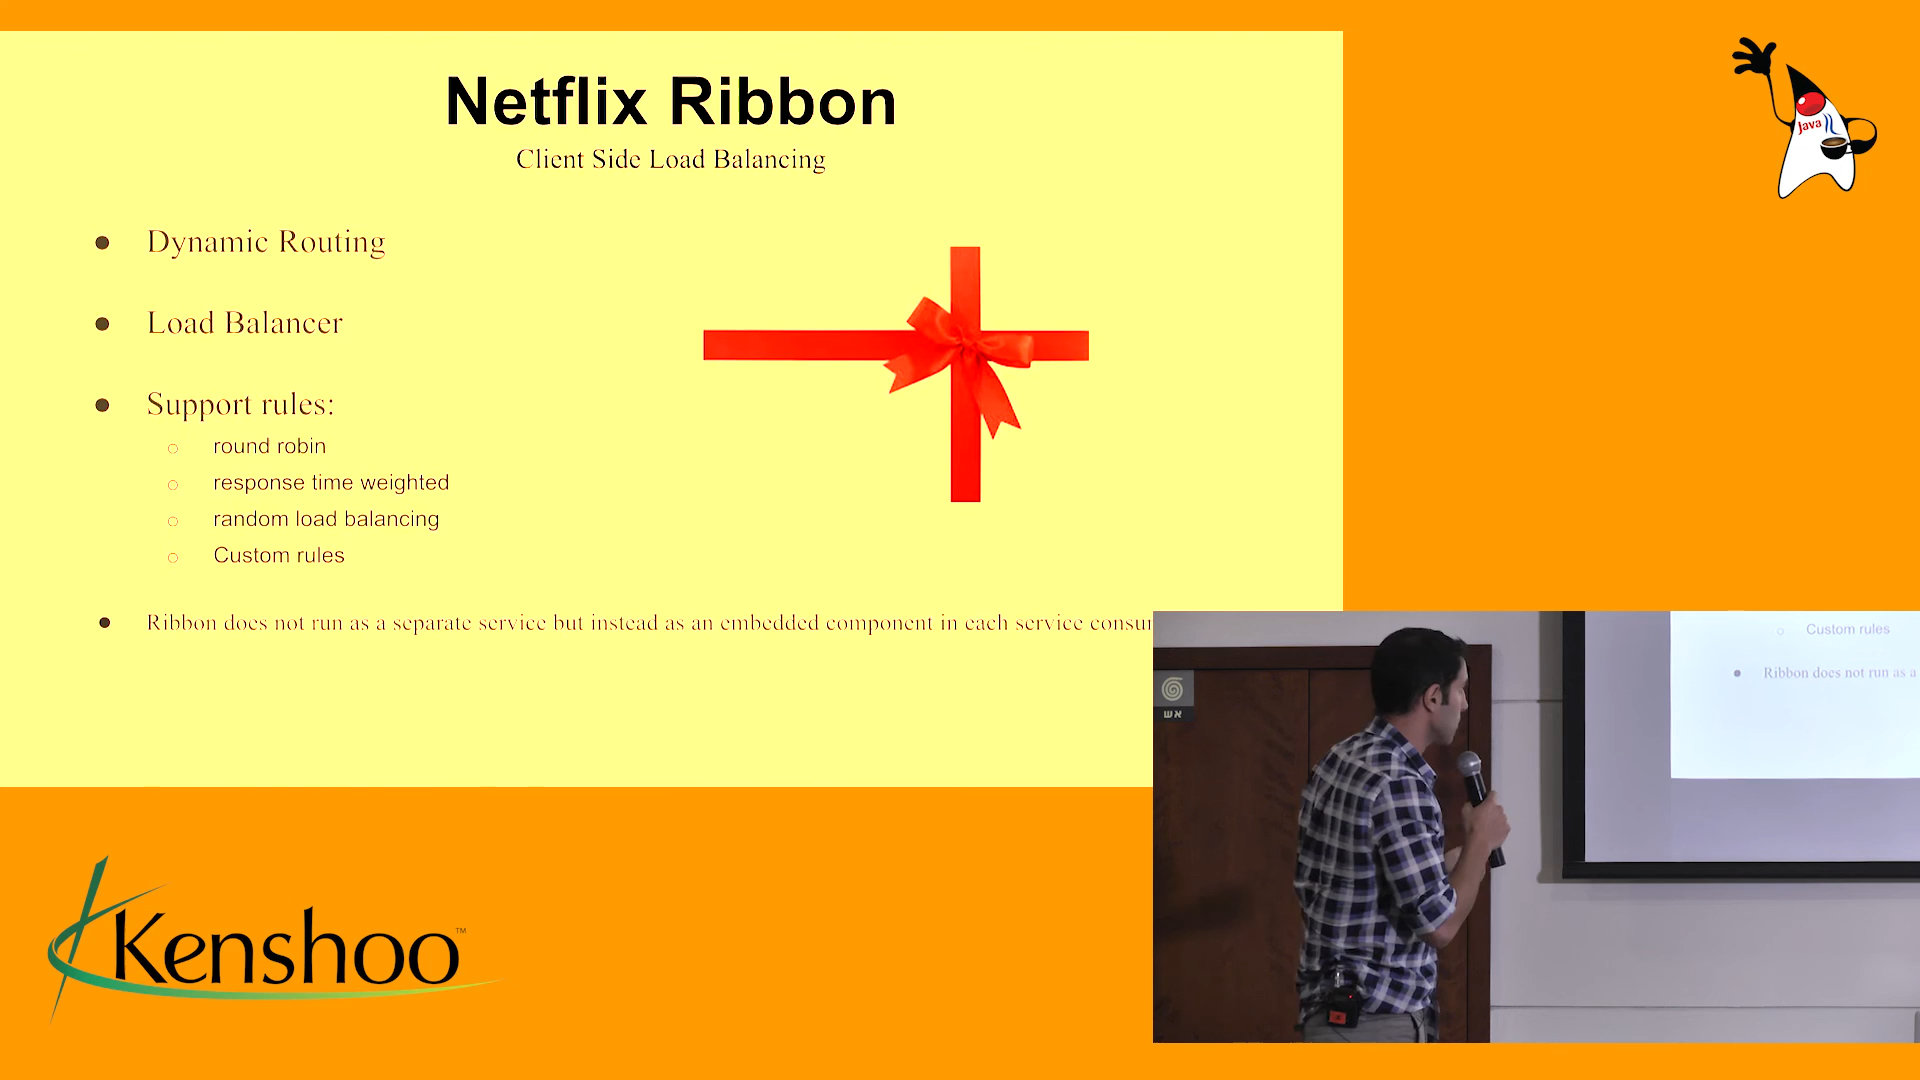 Netflix Ribbon
Client Side Load Balancing
● Dynamic Routing
● Load Balancer
● Support rules:
○ round robin
○ response time weighted
○ random load balancing
○ Custom rules
● Ribbon does not run as a separate service but instead as an embedded component in each service consu
Java
Kenshoo™
אש
○ Custom rules
● Ribbon does not run as a